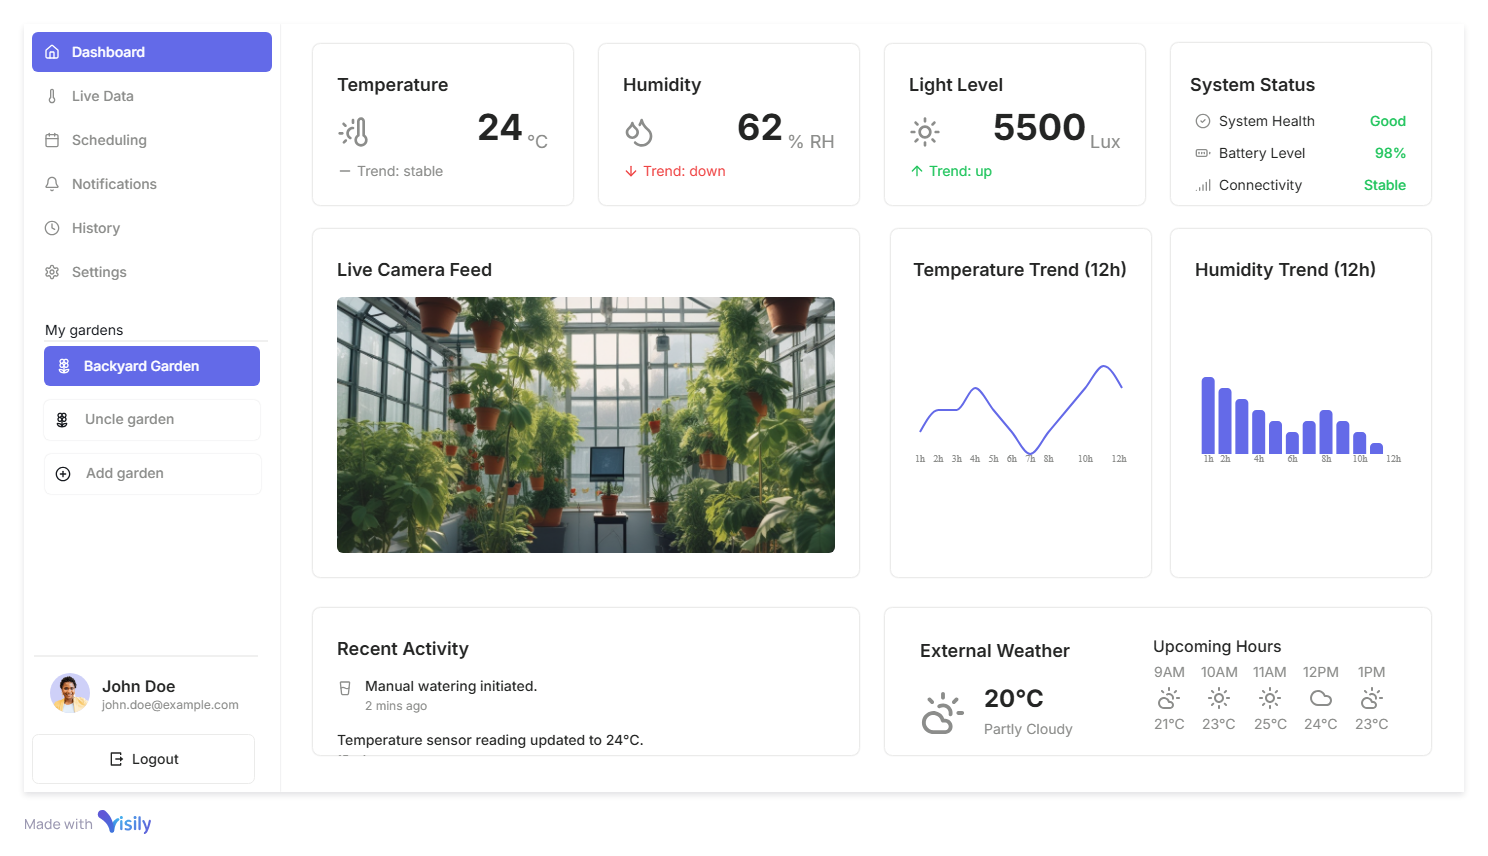 Dashboard
Live Data
Scheduling
Notifications
History
Settings
My gardens
Backyard Garden
Uncle garden
Add garden
John Doe
john.doe@example.com
Logout
Temperature
24 °C
Trend: stable
Humidity
62 % RH
Trend: down
Light Level
5500 Lux
Trend: up
System Status
System Health Good
Battery Level 98%
Connectivity Stable
Live Camera Feed
Temperature Trend (12h)
1h 2h 3h 4h 5h 6h 7h 8h 10h 12h
Humidity Trend (12h)
1h 2h 4h 6h 8h 10h 12h
Recent Activity
Manual watering initiated.
2 mins ago
Temperature sensor reading updated to 24°C.
External Weather
20°C
Partly Cloudy
Upcoming Hours
9AM 10AM 11AM 12PM 1PM
21°C 23°C 25°C 24°C 23°C
Made with Visily